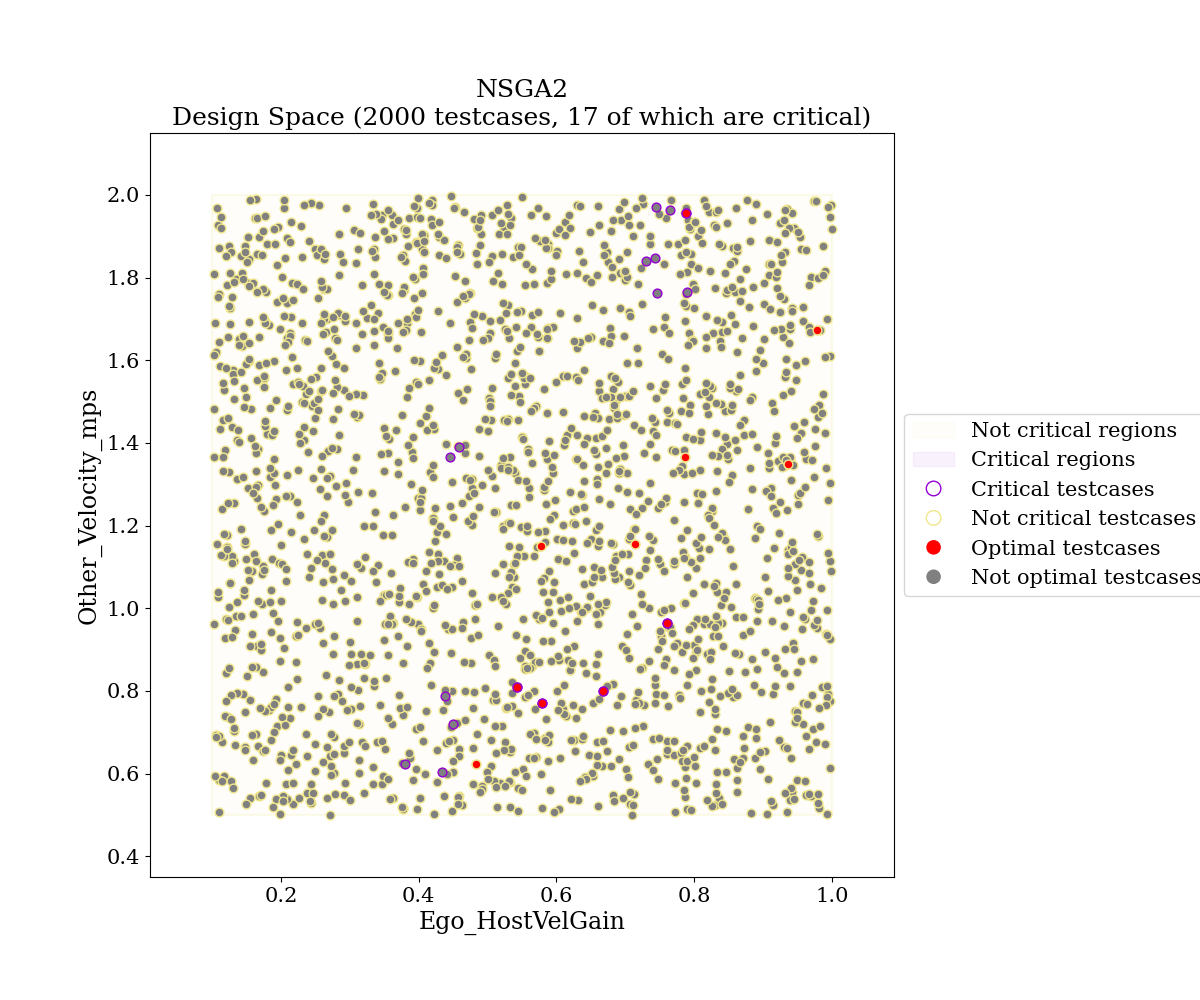 NSGA2
Design Space (2000 testcases, 17 of which are critical)
Other_Velocity_mps
2.0
1.8
1.6
1.4
1.2
1.0
0.8
0.6
0.4
0.2
0.4
0.6
0.8
1.0
Ego_HostVelGain
Not critical regions
Critical regions
Critical testcases
Not critical testcases
Optimal testcases
Not optimal testcases